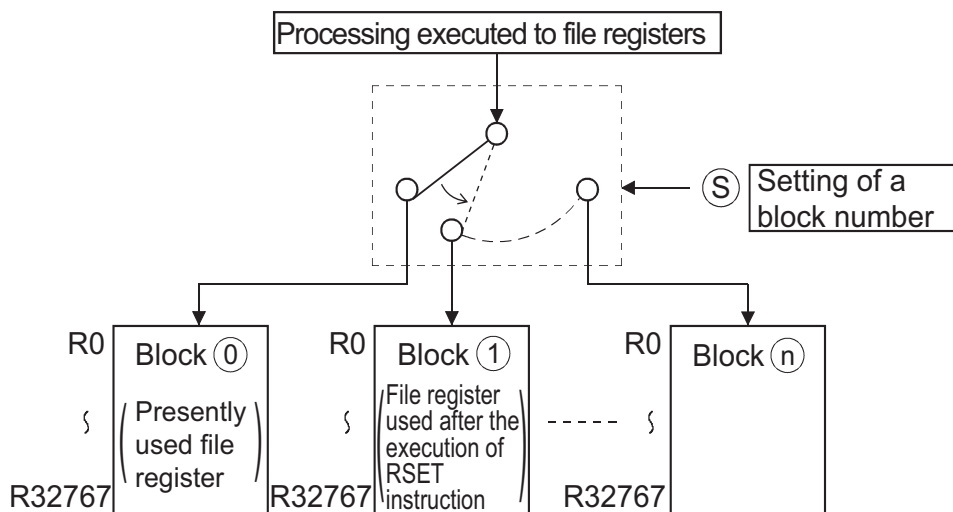 Processing executed to file registers
S
Setting of a
block number
R0
Block 0
Presently
used file
register
R32767
R0
Block 1
File register
used after the
execution of
RSET
instruction
R32767
R0
Block n
R32767